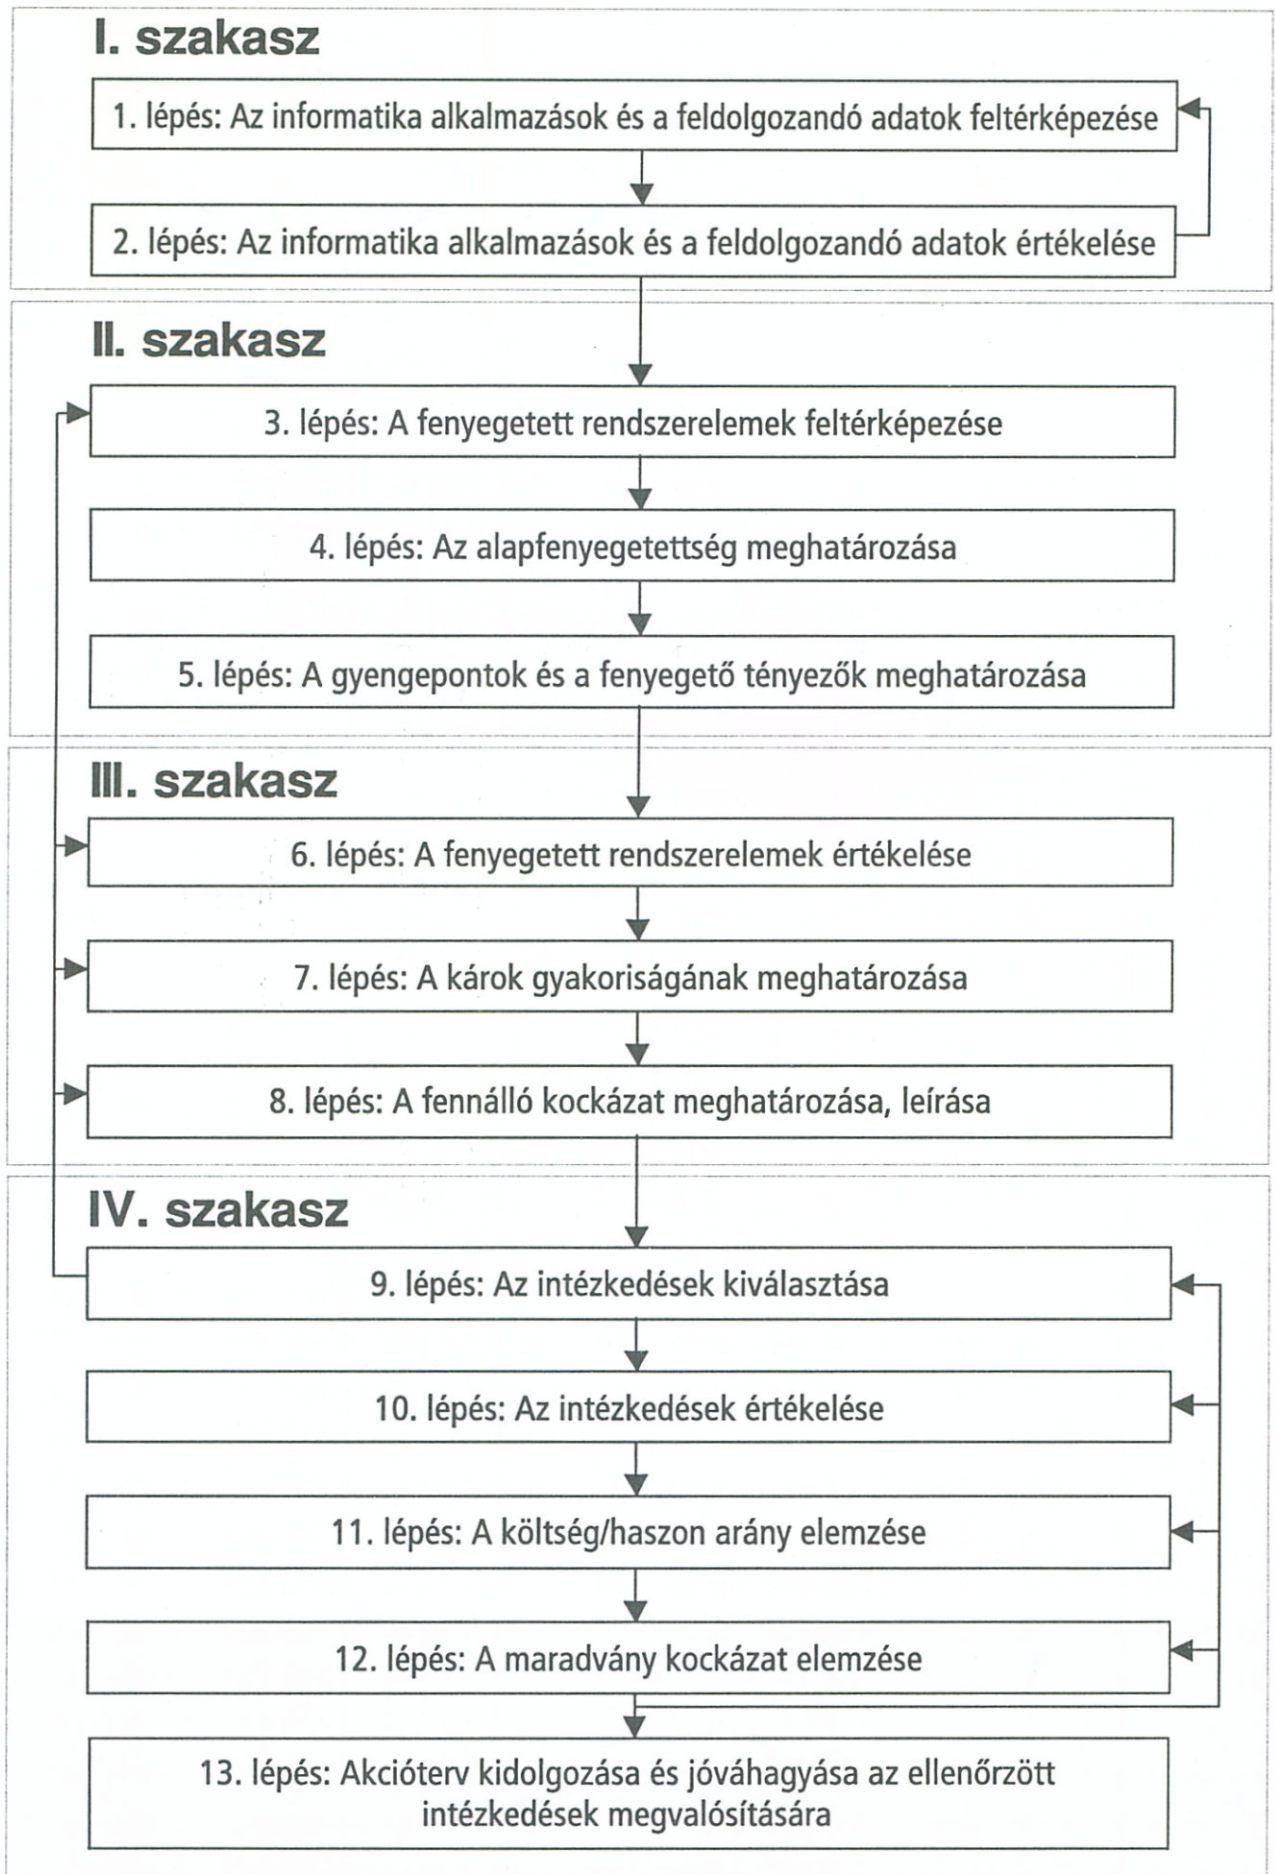 I. szakasz
1. lépés: Az informatika alkalmazások és a feldolgozandó adatok feltérképezése
2. lépés: Az informatika alkalmazások és a feldolgozandó adatok értékelése
II. szakasz
3. lépés: A fenyegetett rendszerelemek feltérképezése
4. lépés: Az alapfenyegetettség meghatározása
5. lépés: A gyengepontok és a fenyegető tényezők meghatározása
III. szakasz
6. lépés: A fenyegetett rendszerelemek értékelése
7. lépés: A károk gyakoriságának meghatározása
8. lépés: A fennálló kockázat meghatározása, leírása
IV. szakasz
9. lépés: Az intézkedések kiválasztása
10. lépés: Az intézkedések értékelése
11. lépés: A költség/haszon arány elemzése
12. lépés: A maradvány kockázat elemzése
13. lépés: Akcióterv kidolgozása és jóváhagyása az ellenőrzött
intézkedések megvalósítására